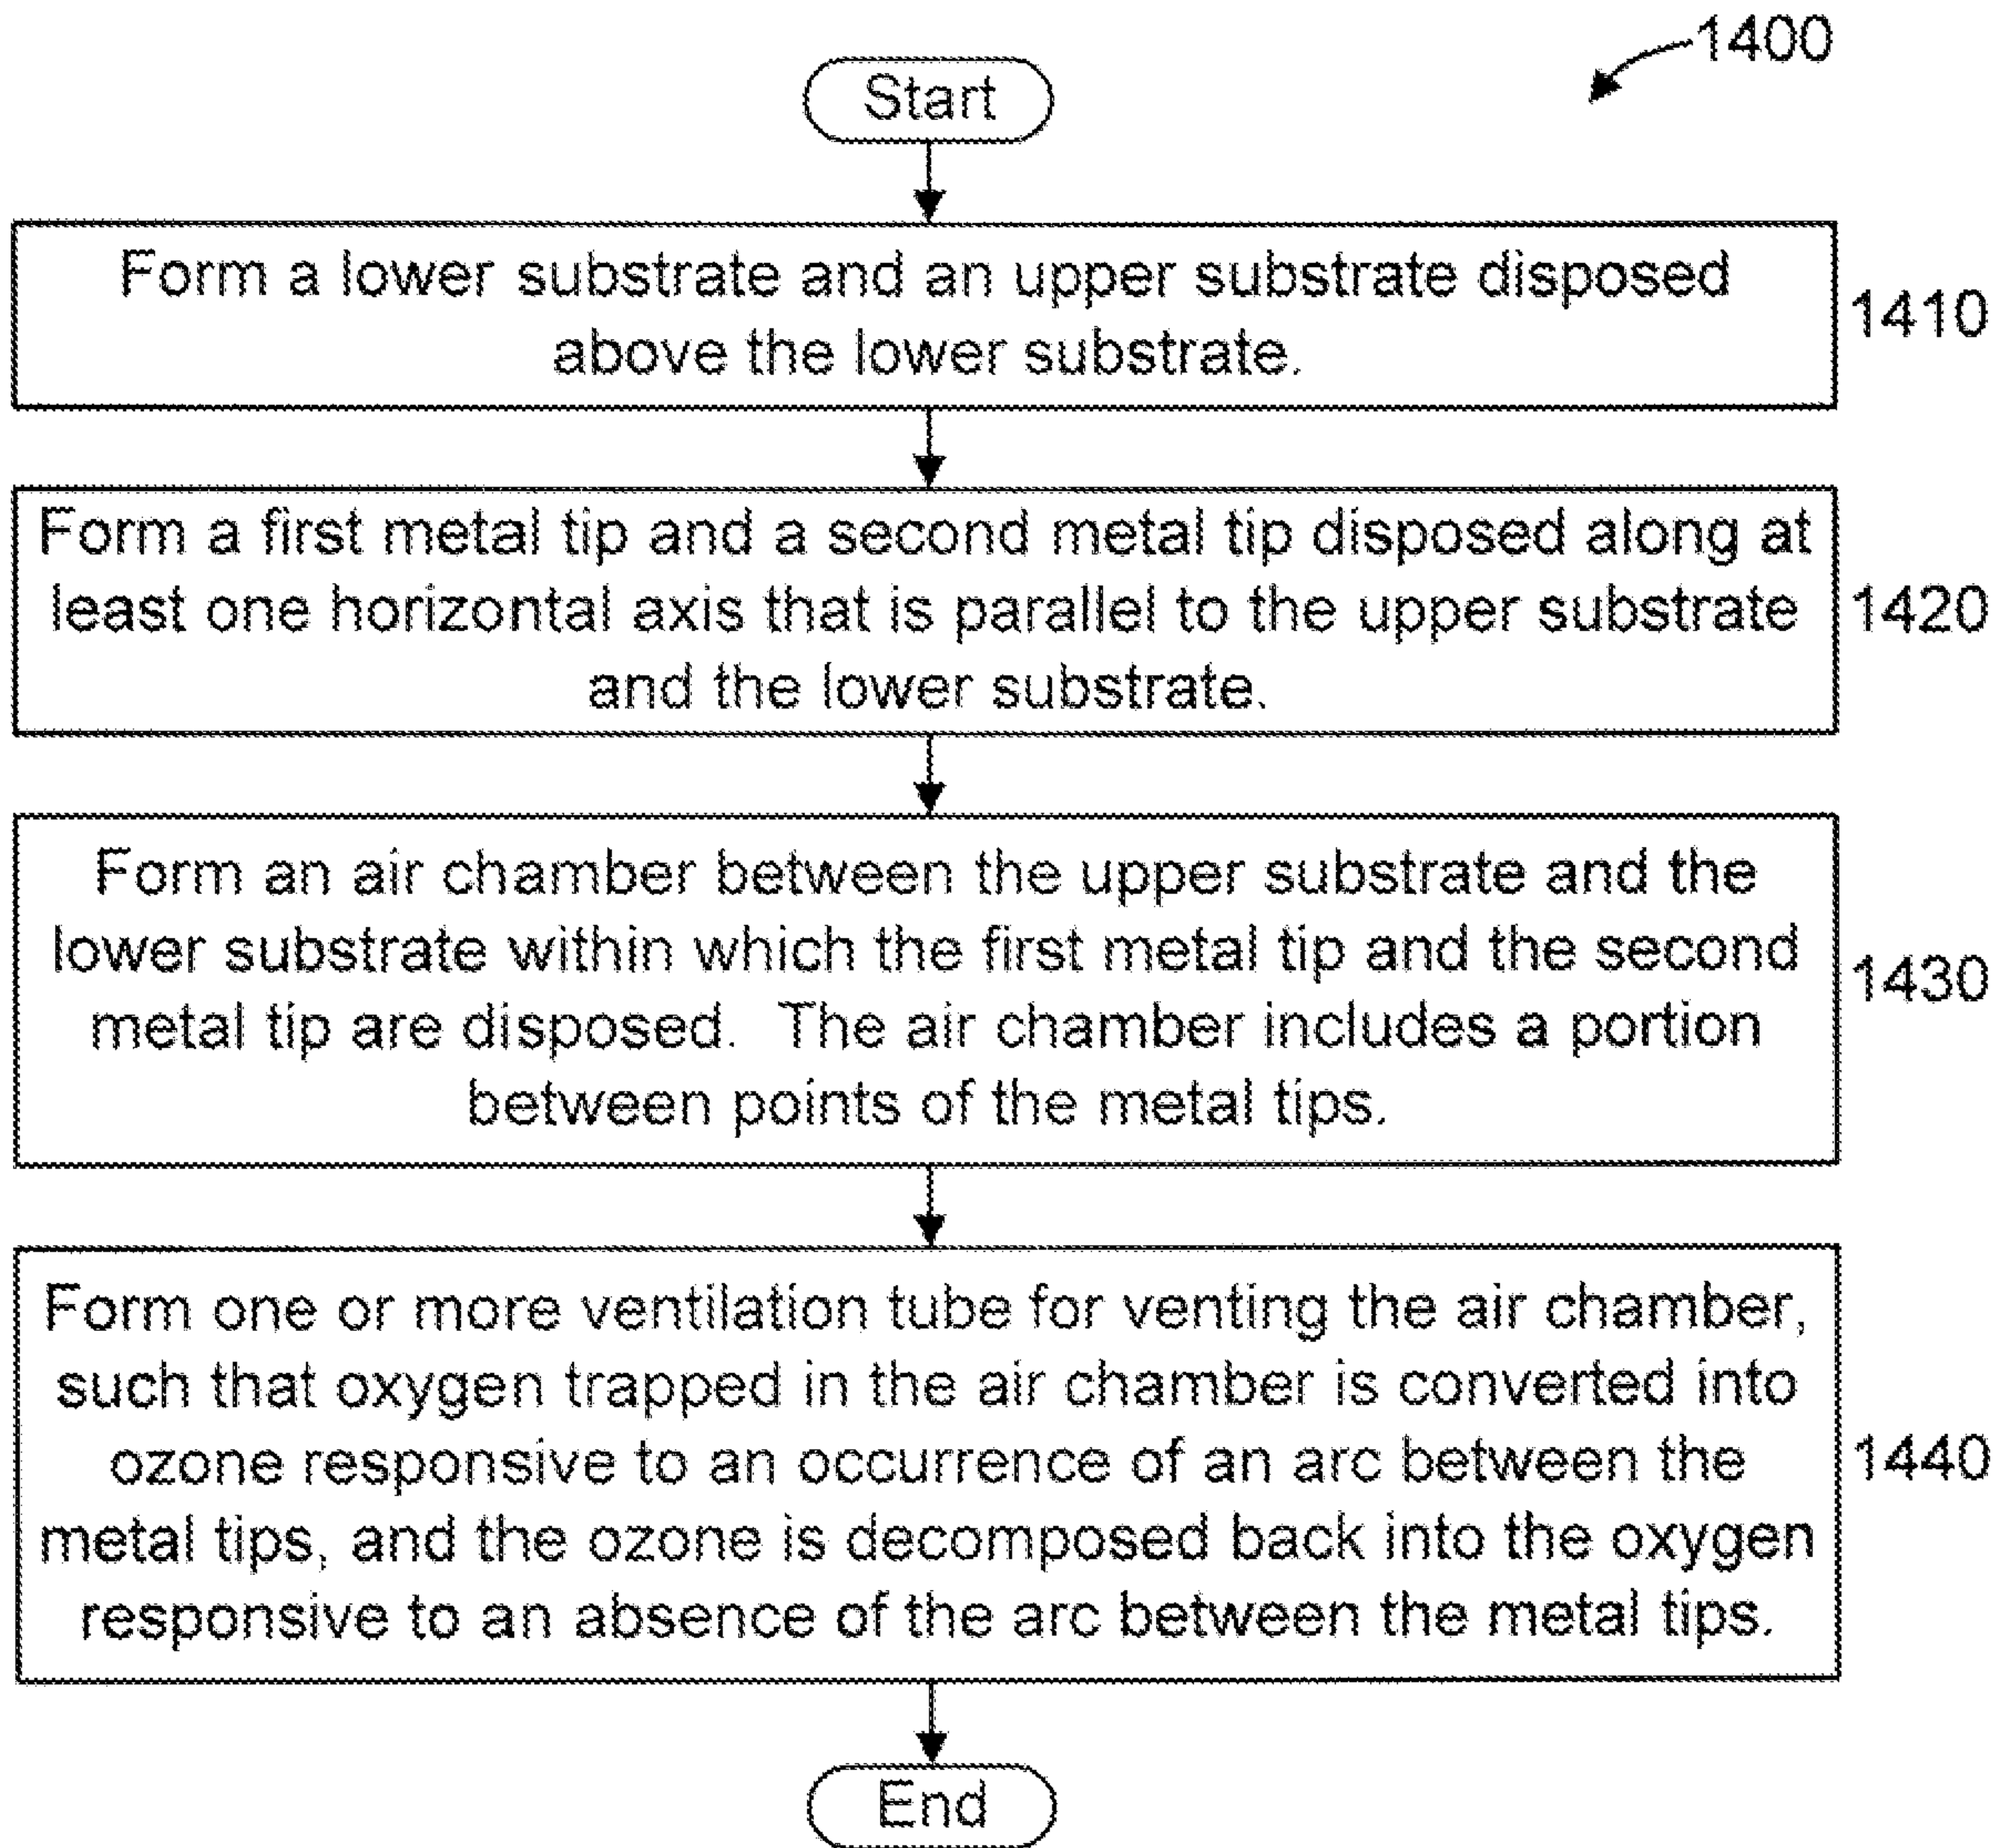 1400
Start
Form a lower substrate and an upper substrate disposed
above the lower substrate.
1410
Form a first metal tip and a second metal tip disposed along at
least one horizontal axis that is parallel to the upper substrate
and the lower substrate.
1420
Form an air chamber between the upper substrate and the
lower substrate within which the first metal tip and the second
metal tip are disposed. The air chamber includes a portion
between points of the metal tips.
1430
Form one or more ventilation tube for venting the air chamber,
such that oxygen trapped in the air chamber is converted into
ozone responsive to an occurrence of an arc between the
metal tips, and the ozone is decomposed back into the oxygen
responsive to an absence of the arc between the metal tips.
1440
End